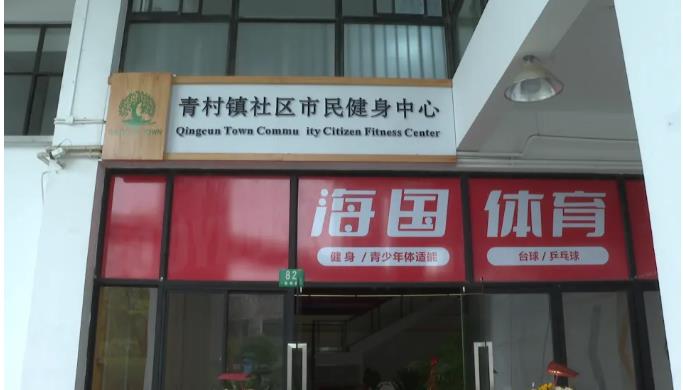 青村镇社区市民健身中心
Qingcun Town Commu ity Citizen Fitness Center
海国 体育
健身 / 青少年体适能
台球 / 乒乓球
82